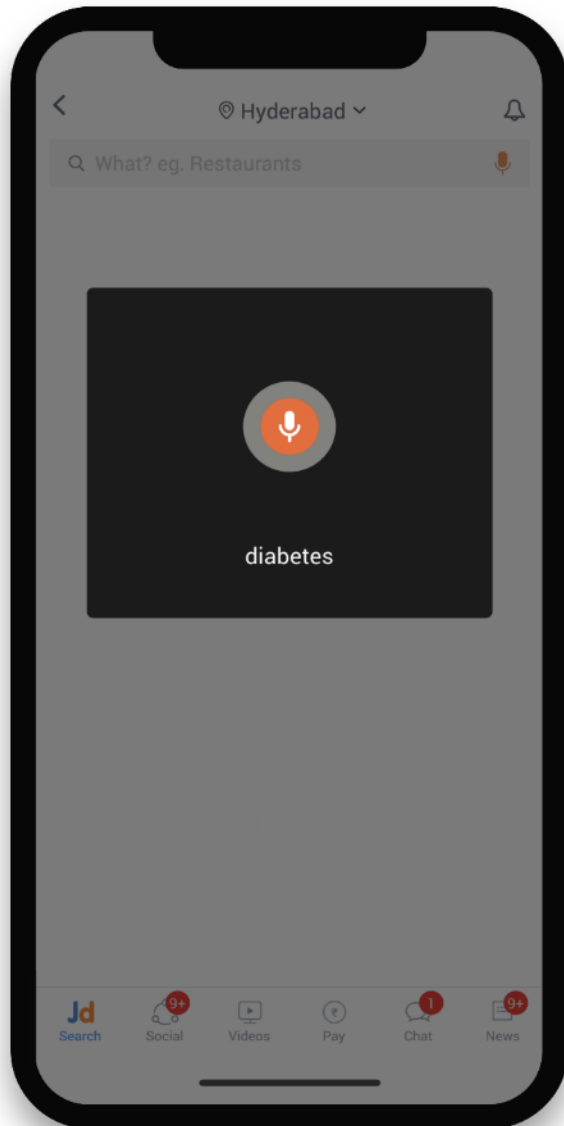 Hyderabad
What? eg. Restaurants
diabetes
Jd
9+
1
9+
Search Social Videos Pay Chat News